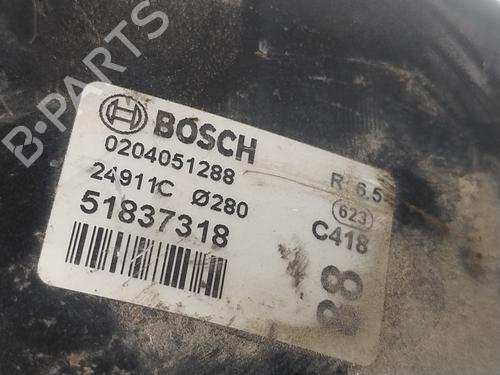 B-PARTS
BOSCH
0204051288
R 6.5
24911C Ø280
623
51837318
C418
88